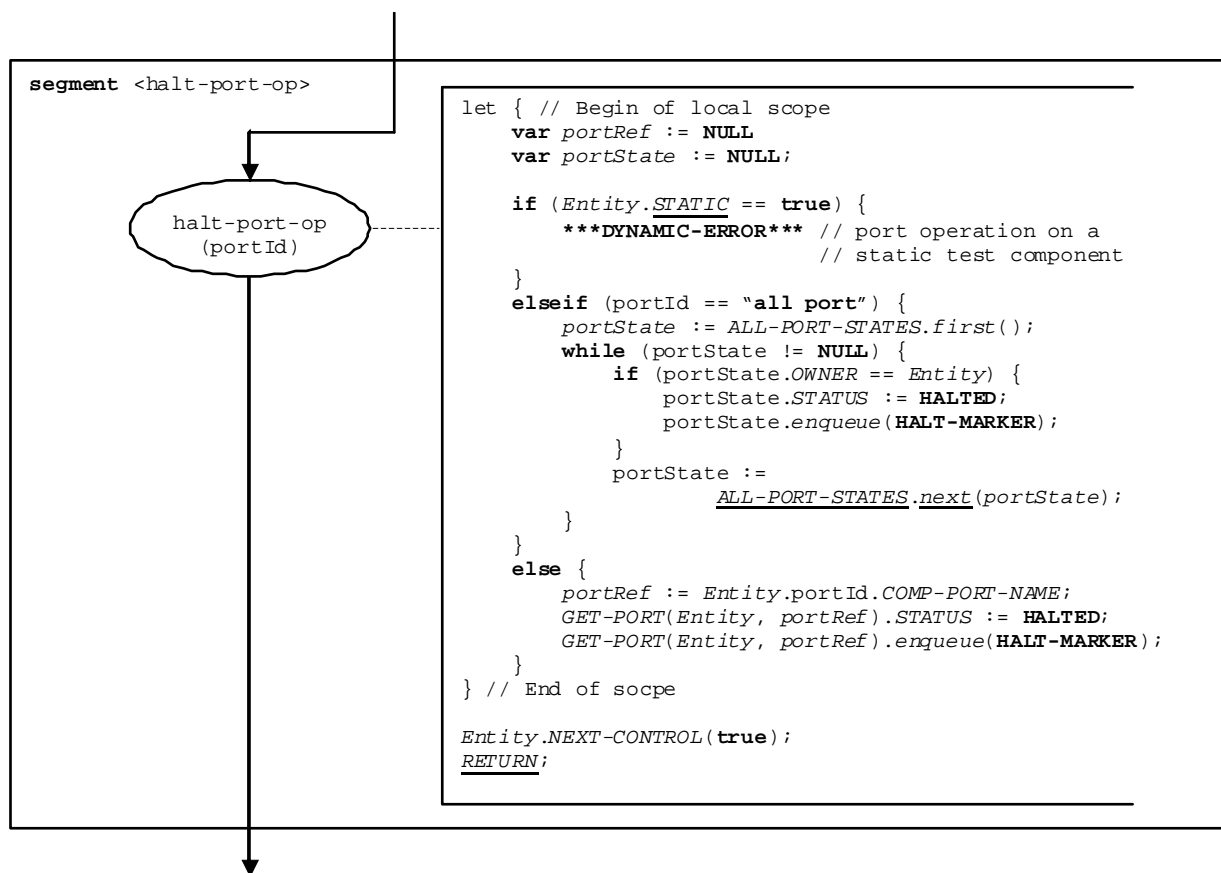 segment <halt-port-op>
halt-port-op
(portId)
let { // Begin of local scope
var portRef := NULL
var portState := NULL;
if (Entity.STATIC == true) {
***DYNAMIC-ERROR*** // port operation on a
// static test component
}
elseif (portId == “all port”) {
portState := ALL-PORT-STATES.first();
while (portState != NULL) {
if (portState.OWNER == Entity) {
portState.STATUS := HALTED;
portState.enqueue(HALT-MARKER);
}
portState :=
ALL-PORT-STATES.next(portState);
}
}
else {
portRef := Entity.portId.COMP-PORT-NAME;
GET-PORT(Entity, portRef).STATUS := HALTED;
GET-PORT(Entity, portRef).enqueue(HALT-MARKER);
}
} // End of socpe
Entity.NEXT-CONTROL(true);
RETURN;